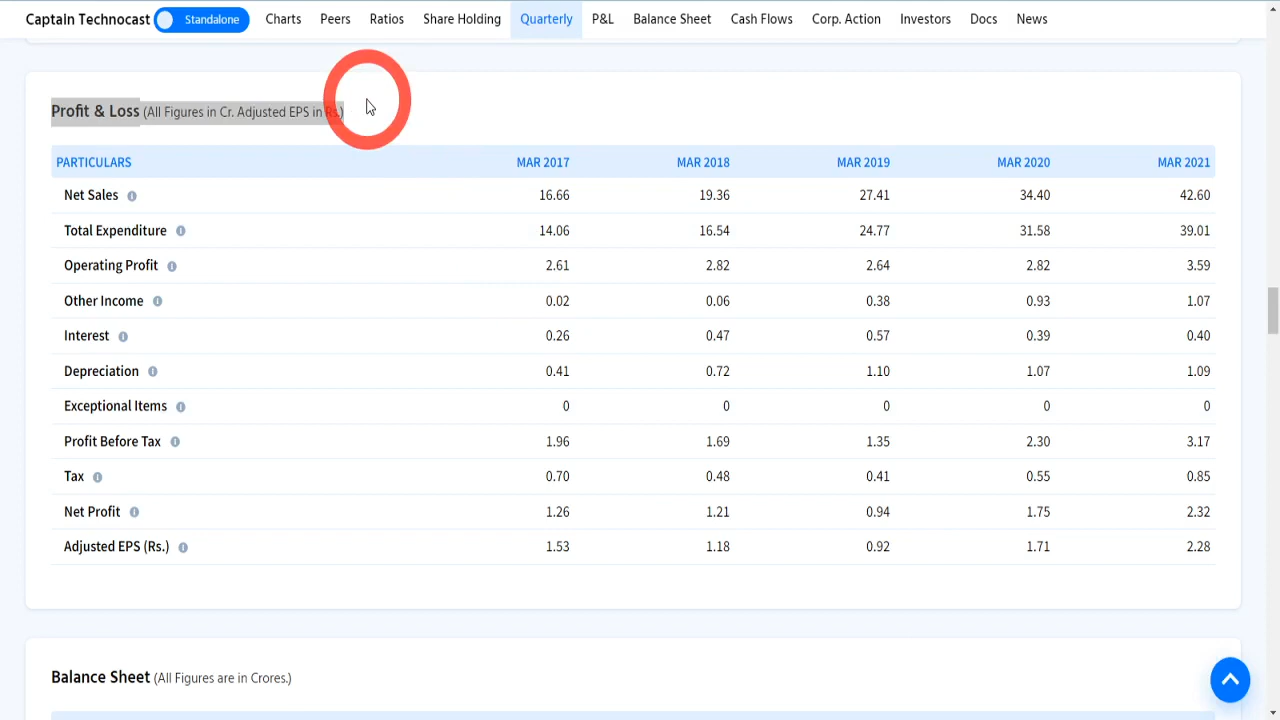 Captain Technocast Standalone Charts Peers Ratios Share Holding Quarterly P&L Balance Sheet Cash Flows Corp. Action Investors Docs News
Profit & Loss (All Figures in Cr. Adjusted EPS in Rs.)
PARTICULARS MAR 2017 MAR 2018 MAR 2019 MAR 2020 MAR 2021
Net Sales 16.66 19.36 27.41 34.40 42.60
Total Expenditure 14.06 16.54 24.77 31.58 39.01
Operating Profit 2.61 2.82 2.64 2.82 3.59
Other Income 0.02 0.06 0.38 0.93 1.07
Interest 0.26 0.47 0.57 0.39 0.40
Depreciation 0.41 0.72 1.10 1.07 1.09
Exceptional Items 0 0 0 0 0
Profit Before Tax 1.96 1.69 1.35 2.30 3.17
Tax 0.70 0.48 0.41 0.55 0.85
Net Profit 1.26 1.21 0.94 1.75 2.32
Adjusted EPS (Rs.) 1.53 1.18 0.92 1.71 2.28
Balance Sheet (All Figures are in Crores.)